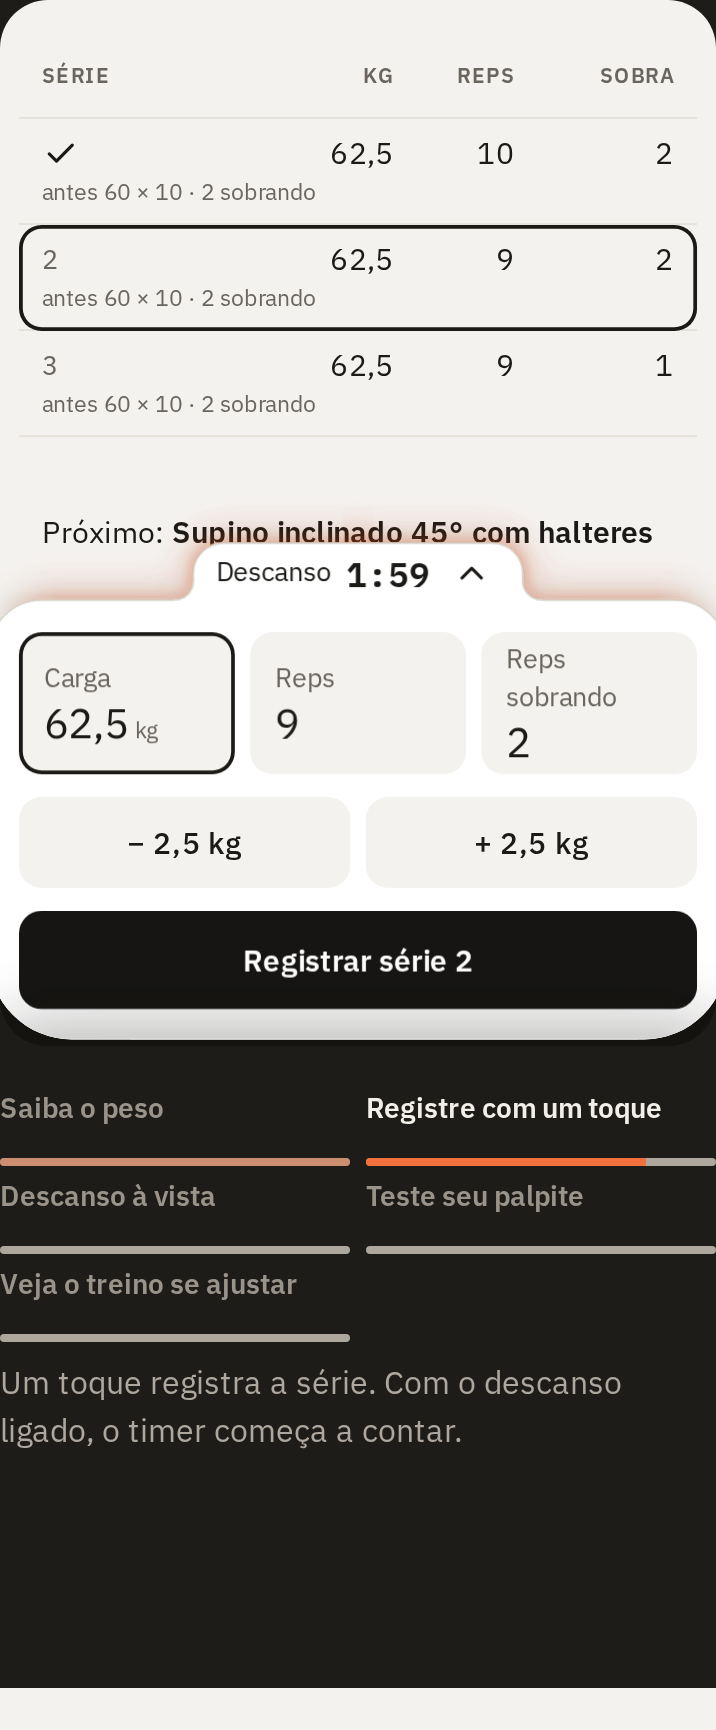 SÉRIE KG REPS SOBRA
62,5 10 2
antes 60 × 10 · 2 sobrando
2 62,5 9 2
antes 60 × 10 · 2 sobrando
3 62,5 9 1
antes 60 × 10 · 2 sobrando
Próximo: Supino inclinado 45° com halteres
Descanso 1:59
Carga
62,5 kg
Reps
9
Reps
sobrando
2
− 2,5 kg
+ 2,5 kg
Registrar série 2
Saiba o peso
Registre com um toque
Descanso à vista
Teste seu palpite
Veja o treino se ajustar
Um toque registra a série. Com o descanso
ligado, o timer começa a contar.